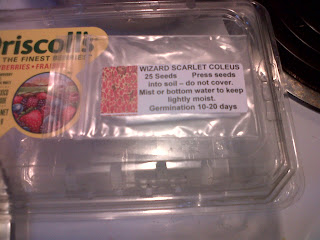 Driscoll's
THE FINEST BERRIES
WIZARD SCARLET COLEUS
25 Seeds Press seeds
into soil – do not cover.
Mist or bottom water to keep
lightly moist.
Germination 10-20 days